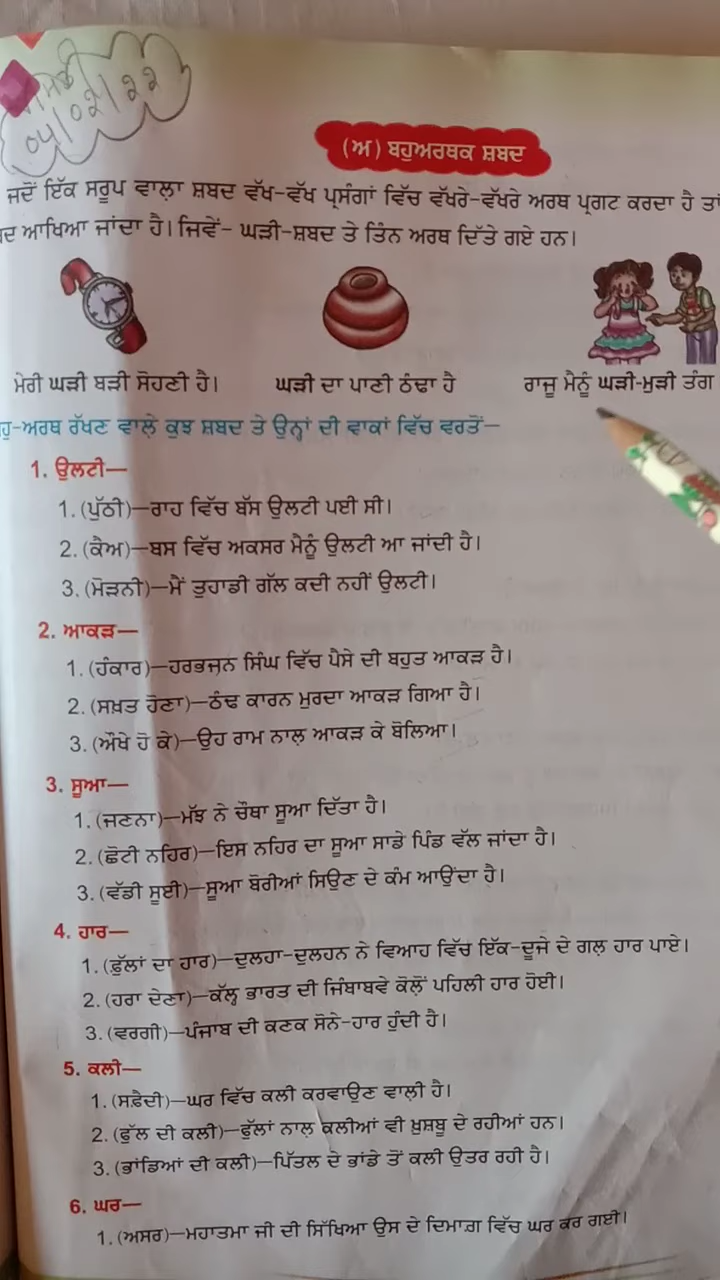 04/02/22
(ਅ) ਬਹੁਅਰਥਕ ਸ਼ਬਦ
ਜਦੋਂ ਇੱਕ ਸਰੂਪ ਵਾਲਾ ਸ਼ਬਦ ਵੱਖ-ਵੱਖ ਪ੍ਰਸੰਗਾਂ ਵਿੱਚ ਵੱਖਰੇ-ਵੱਖਰੇ ਅਰਥ ਪ੍ਰਗਟ ਕਰਦਾ ਹੈ ਤਾਂ
ਆਖਿਆ ਜਾਂਦਾ ਹੈ। ਜਿਵੇਂ- ਘੜੀ-ਸ਼ਬਦ ਤੇ ਤਿੰਨ ਅਰਥ ਦਿੱਤੇ ਗਏ ਹਨ।
ਮੇਰੀ ਘੜੀ ਬੜੀ ਸੋਹਣੀ ਹੈ। ਘੜੀ ਦਾ ਪਾਣੀ ਠੰਢਾ ਹੈ ਰਾਜੂ ਮੈਨੂੰ ਘੜੀ-ਮੁੜੀ ਤੰਗ
ਹੁ-ਅਰਥ ਰੱਖਣ ਵਾਲ਼ੇ ਕੁਝ ਸ਼ਬਦ ਤੇ ਉਨ੍ਹਾਂ ਦੀ ਵਾਕਾਂ ਵਿੱਚ ਵਰਤੋਂ—
1. ਉਲਟੀ—
1. (ਪੁੱਠੀ)—ਰਾਹ ਵਿੱਚ ਬੱਸ ਉਲਟੀ ਪਈ ਸੀ।
2. (ਕੈਅ)—ਬਸ ਵਿੱਚ ਅਕਸਰ ਮੈਨੂੰ ਉਲਟੀ ਆ ਜਾਂਦੀ ਹੈ।
3. (ਮੋੜਨੀ)—ਮੈਂ ਤੁਹਾਡੀ ਗੱਲ ਕਦੀ ਨਹੀਂ ਉਲਟੀ।
2. ਆਕੜ—
1. (ਹੰਕਾਰ)—ਹਰਭਜਨ ਸਿੰਘ ਵਿੱਚ ਪੈਸੇ ਦੀ ਬਹੁਤ ਆਕੜ ਹੈ।
2. (ਸਖ਼ਤ ਹੋਣਾ)—ਠੰਢ ਕਾਰਨ ਮੁਰਦਾ ਆਕੜ ਗਿਆ ਹੈ।
3. (ਔਖੇ ਹੋ ਕੇ)—ਉਹ ਰਾਮ ਨਾਲ਼ ਆਕੜ ਕੇ ਬੋਲਿਆ।
3. ਸੂਆ—
1. (ਜਣਨਾ)—ਮੱਝ ਨੇ ਚੌਥਾ ਸੂਆ ਦਿੱਤਾ ਹੈ।
2. (ਛੋਟੀ ਨਹਿਰ)—ਇਸ ਨਹਿਰ ਦਾ ਸੂਆ ਸਾਡੇ ਪਿੰਡ ਵੱਲ ਜਾਂਦਾ ਹੈ।
3. (ਵੱਡੀ ਸੂਈ)—ਸੂਆ ਬੋਰੀਆਂ ਸਿਉਣ ਦੇ ਕੰਮ ਆਉਂਦਾ ਹੈ।
4. ਹਾਰ—
1. (ਫੁੱਲਾਂ ਦਾ ਹਾਰ)—ਦੁਲਹਾ-ਦੁਲਹਨ ਨੇ ਵਿਆਹ ਵਿੱਚ ਇੱਕ-ਦੂਜੇ ਦੇ ਗਲ਼ ਹਾਰ ਪਾਏ।
2. (ਹਰਾ ਦੇਣਾ)—ਕੱਲ੍ਹ ਭਾਰਤ ਦੀ ਜਿੰਬਾਬਵੇ ਕੋਲ਼ੋਂ ਪਹਿਲੀ ਹਾਰ ਹੋਈ।
3. (ਵਰਗੀ)—ਪੰਜਾਬ ਦੀ ਕਣਕ ਸੋਨੇ-ਹਾਰ ਹੁੰਦੀ ਹੈ।
5. ਕਲੀ—
1. (ਸਫ਼ੈਦੀ)—ਘਰ ਵਿੱਚ ਕਲੀ ਕਰਵਾਉਣ ਵਾਲ਼ੀ ਹੈ।
2. (ਫੁੱਲ ਦੀ ਕਲੀ)—ਫੁੱਲਾਂ ਨਾਲ਼ ਕਲੀਆਂ ਵੀ ਖ਼ੁਸ਼ਬੂ ਦੇ ਰਹੀਆਂ ਹਨ।
3. (ਭਾਂਡਿਆਂ ਦੀ ਕਲੀ)—ਪਿੱਤਲ ਦੇ ਭਾਂਡੇ ਤੋਂ ਕਲੀ ਉਤਰ ਰਹੀ ਹੈ।
6. ਘਰ—
1. (ਅਸਰ)—ਮਹਾਤਮਾ ਜੀ ਦੀ ਸਿੱਖਿਆ ਉਸ ਦੇ ਦਿਮਾਗ਼ ਵਿੱਚ ਘਰ ਕਰ ਗਈ।